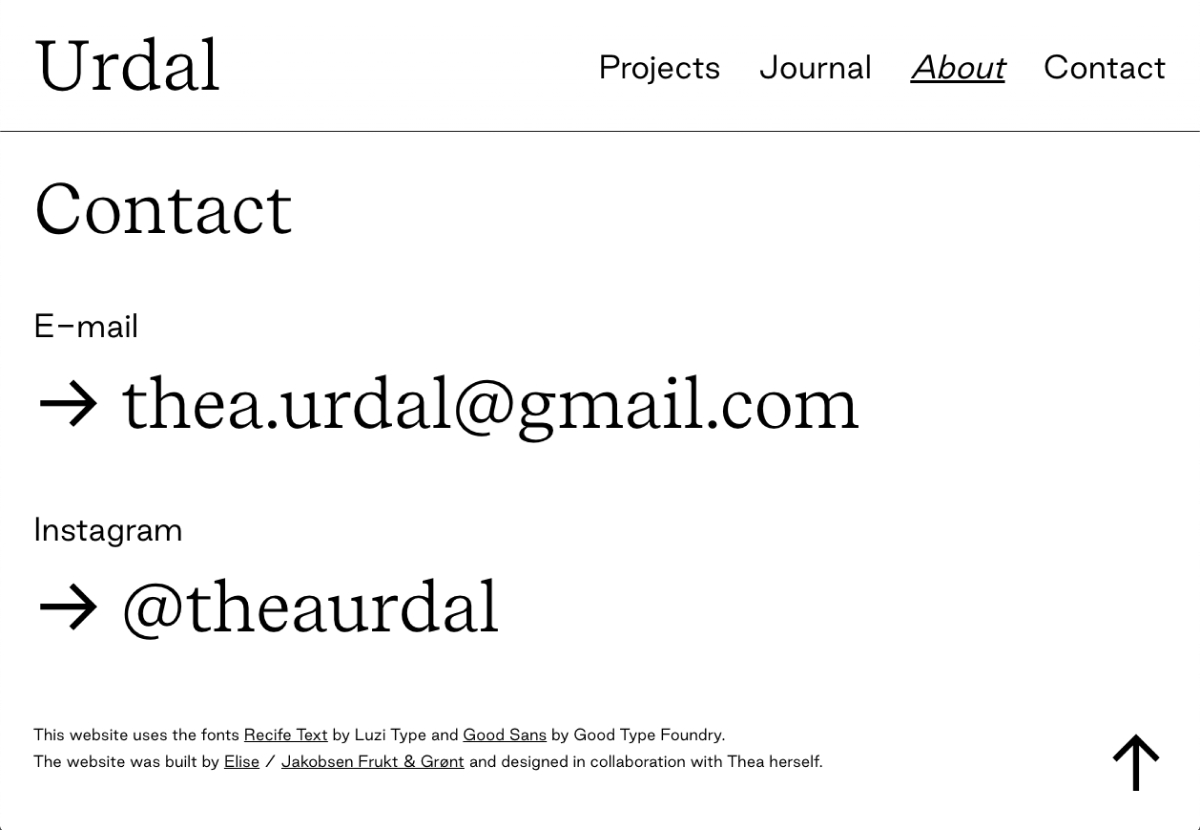 Urdal
Projects Journal About Contact
Contact
E-mail
→ thea.urdal@gmail.com
Instagram
→ @theaurdal
This website uses the fonts Recife Text by Luzi Type and Good Sans by Good Type Foundry.
The website was built by Elise / Jakobsen Frukt & Grønt and designed in collaboration with Thea herself.
↑